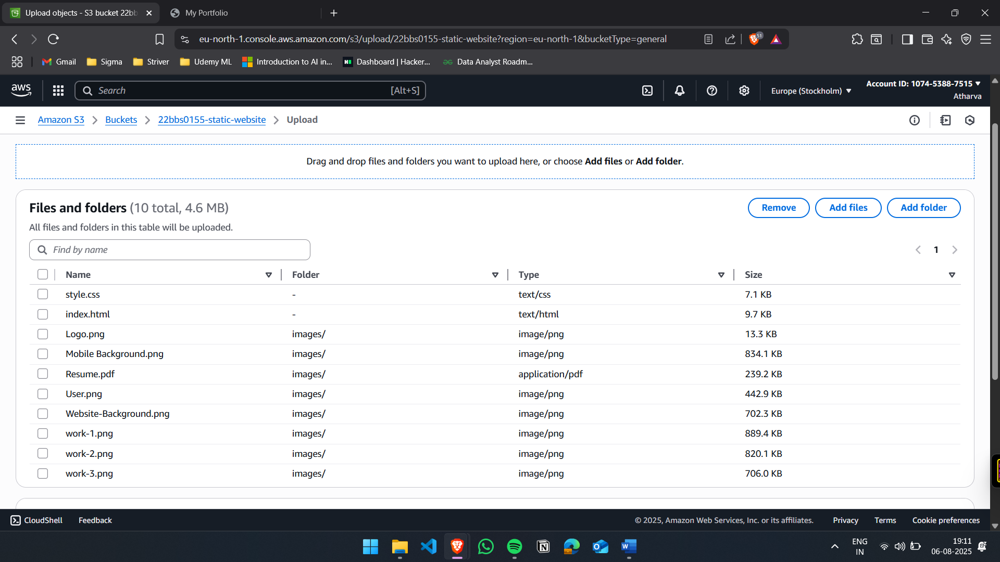 Upload objects - S3 bucket 22bb
My Portfolio
eu-north-1.console.aws.amazon.com/s3/upload/22bbs0155-static-website?region=eu-north-1&bucketType=general
51
Gmail
Sigma
Striver
Udemy ML
Introduction to AI in...
Dashboard | Hacker...
Data Analyst Roadm...
aws
Search
[Alt+S]
Europe (Stockholm)
Account ID: 1074-5388-7515
Atharva
Amazon S3
Buckets
22bbs0155-static-website
Upload
Drag and drop files and folders you want to upload here, or choose Add files or Add folder.
Files and folders (10 total, 4.6 MB)
Remove
Add files
Add folder
All files and folders in this table will be uploaded.
Find by name
1
Name Folder Type Size
style.css - text/css 7.1 KB
index.html - text/html 9.7 KB
Logo.png images/ image/png 13.3 KB
Mobile Background.png images/ image/png 834.1 KB
Resume.pdf images/ application/pdf 239.2 KB
User.png images/ image/png 442.9 KB
Website-Background.png images/ image/png 702.3 KB
work-1.png images/ image/png 889.4 KB
work-2.png images/ image/png 820.1 KB
work-3.png images/ image/png 706.0 KB
CloudShell
Feedback
© 2025, Amazon Web Services, Inc. or its affiliates.
Privacy
Terms
Cookie preferences
ENG
IN
19:11
06-08-2025